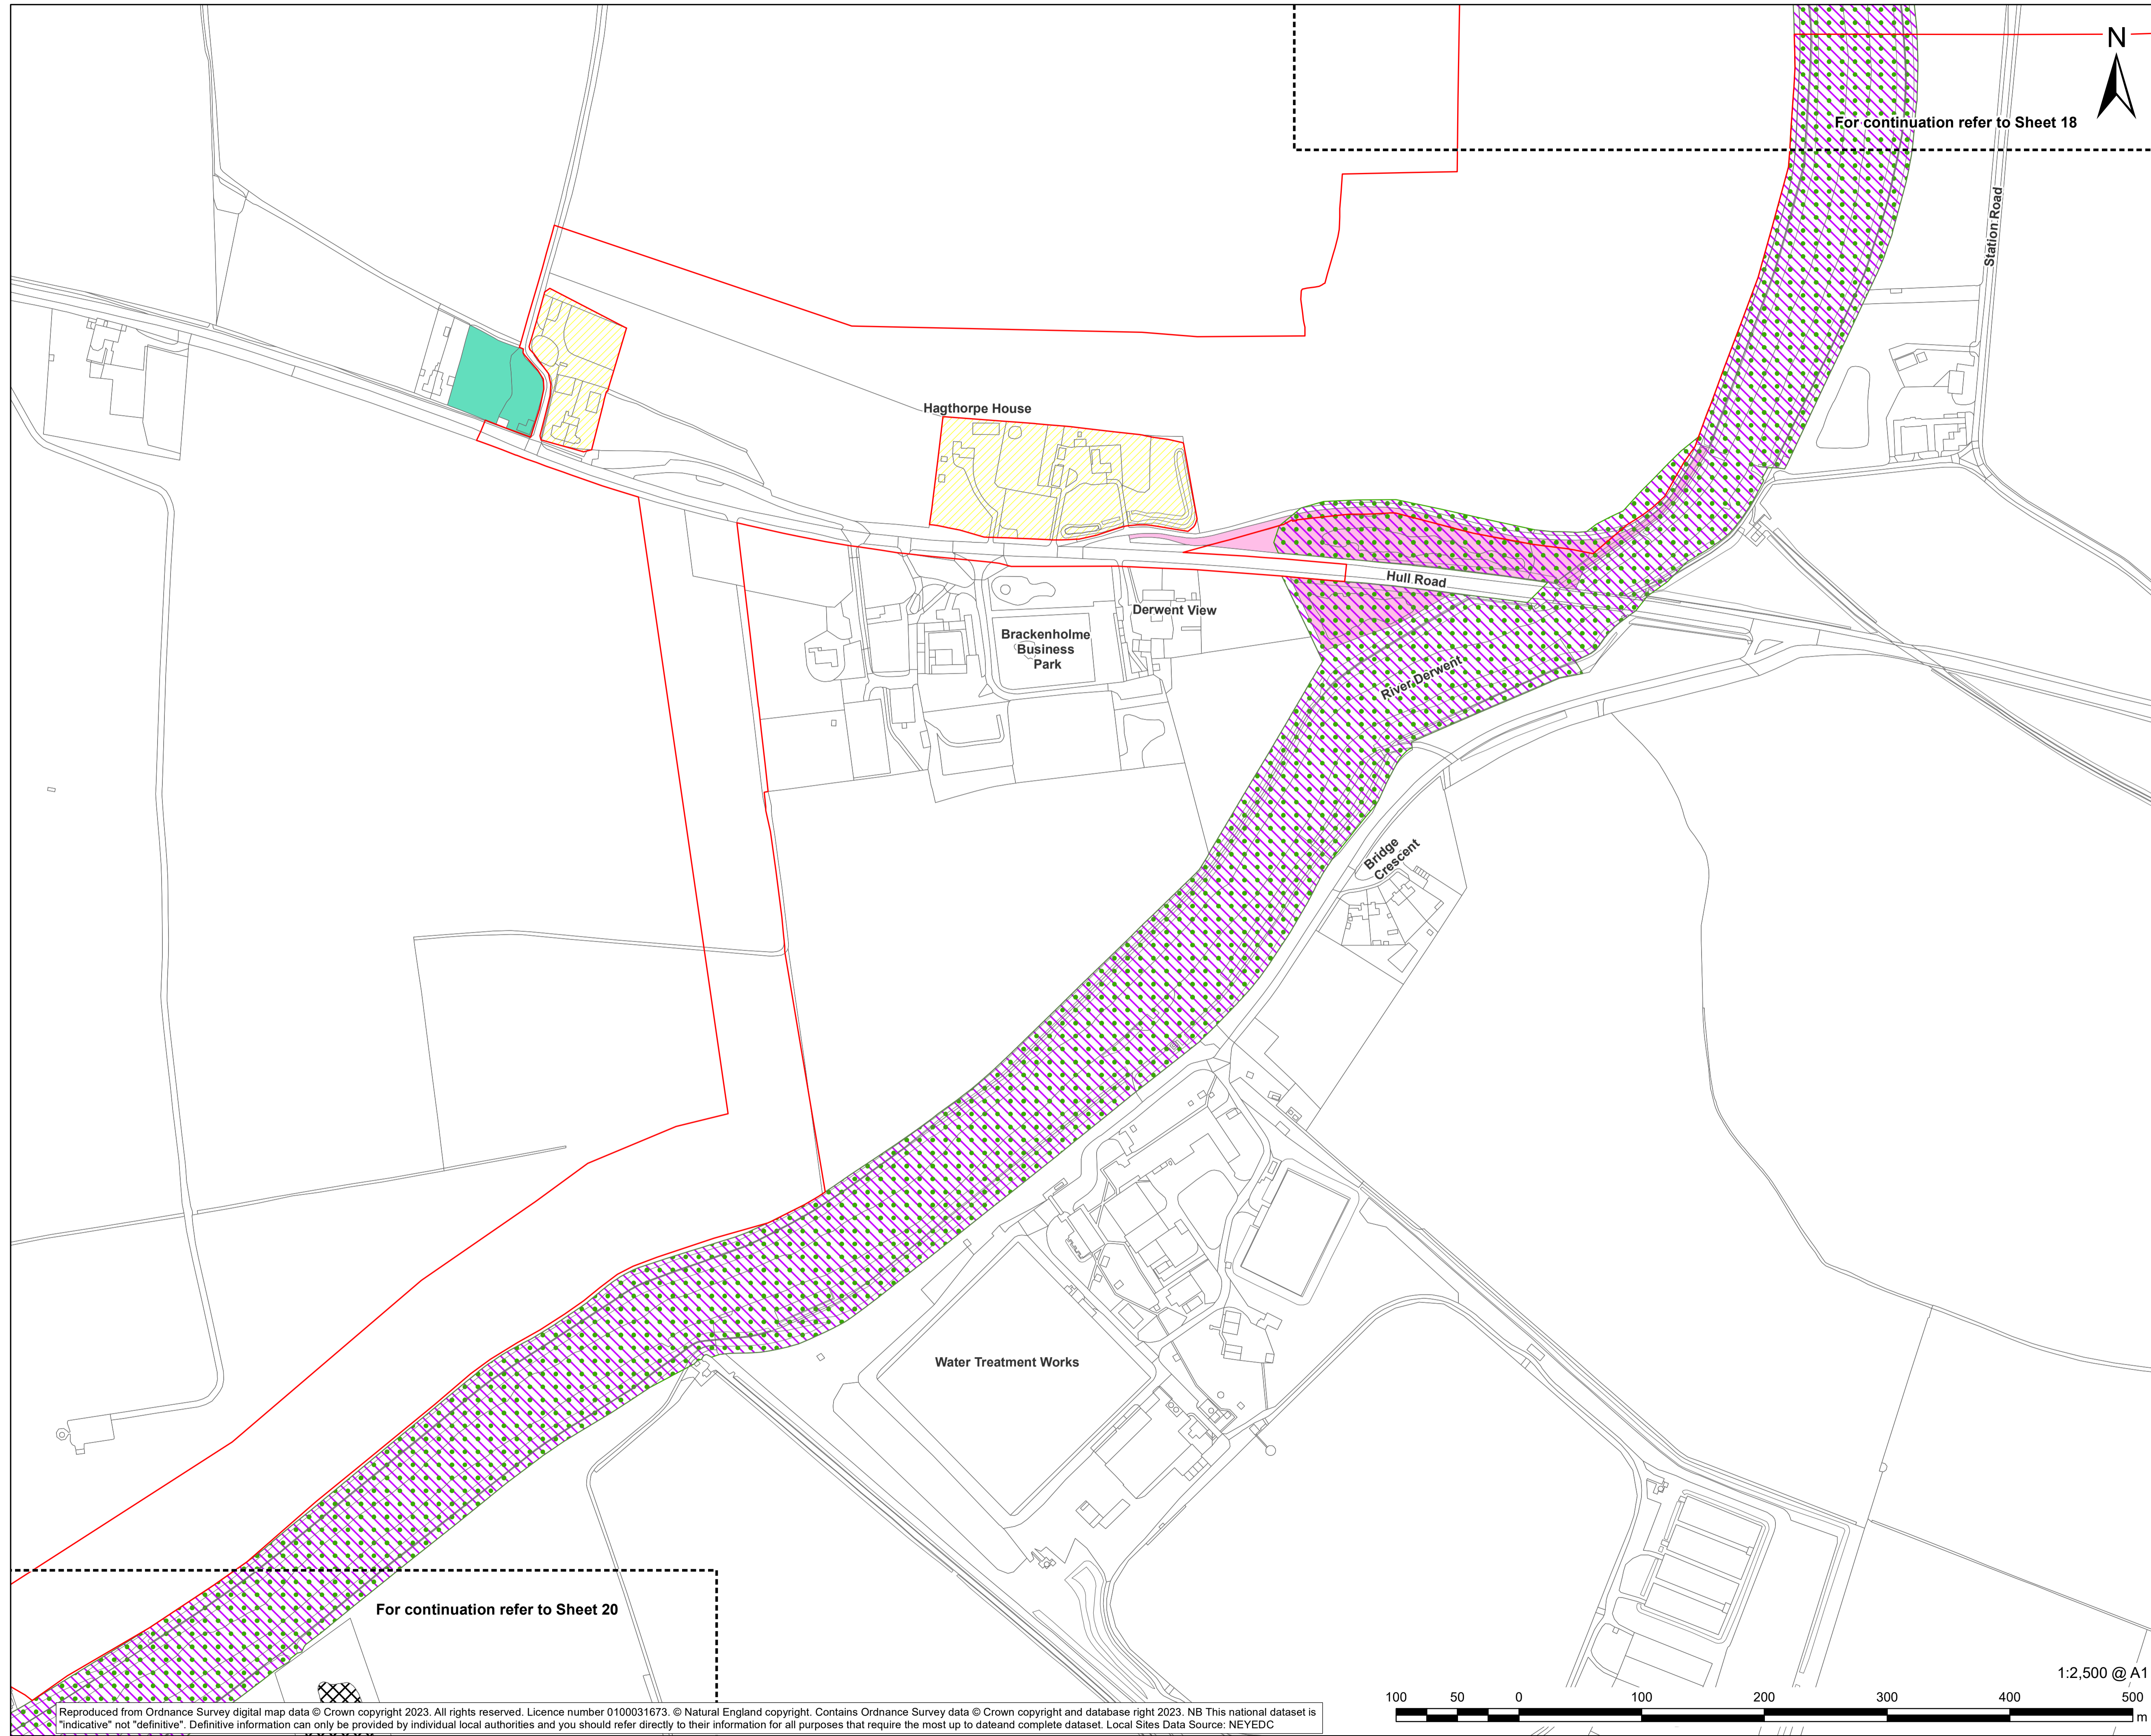 N
For continuation refer to Sheet 18
Station Road
Hagthorpe House
Hull Road
Derwent View
Brackenholme
Business
Park
River Derwent
Bridge
Crescent
Water Treatment Works
For continuation refer to Sheet 20
1:2,500 @ A1
100 50 0 100 200 300 400 500
m
Reproduced from Ordnance Survey digital map data © Crown copyright 2023. All rights reserved. Licence number 0100031673. © Natural England copyright. Contains Ordnance Survey data © Crown copyright and database right 2023. NB This national dataset is
"indicative" not "definitive". Definitive information can only be provided by individual local authorities and you should refer directly to their information for all purposes that require the most up to dateand complete dataset. Local Sites Data Source: NEYEDC